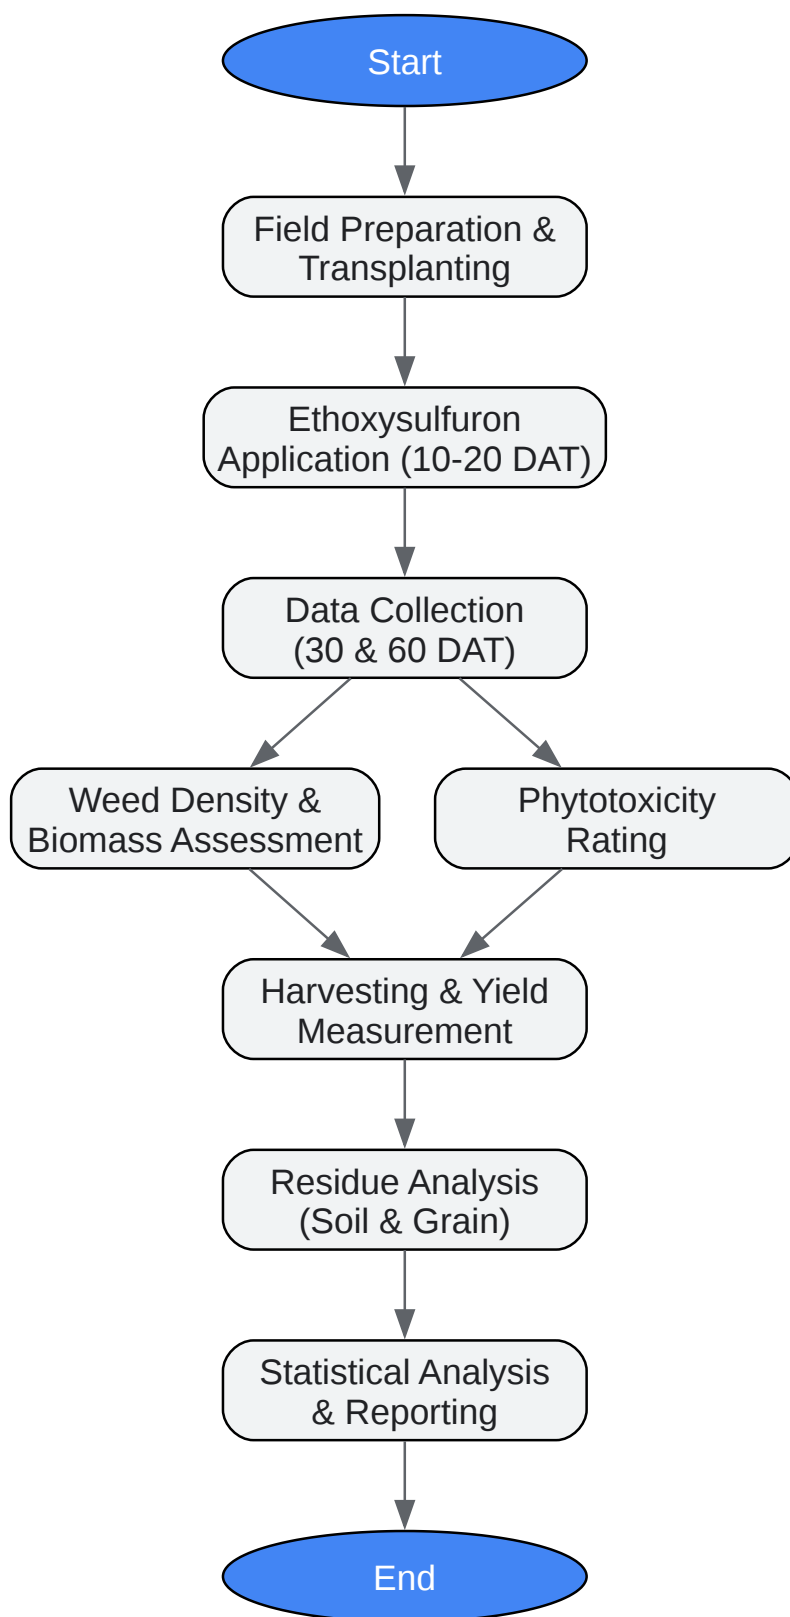 Start
Field Preparation &
Transplanting
Ethoxysulfuron
Application (10-20 DAT)
Data Collection
(30 & 60 DAT)
Weed Density &
Biomass Assessment
Phytotoxicity
Rating
Harvesting & Yield
Measurement
Residue Analysis
(Soil & Grain)
Statistical Analysis
& Reporting
End